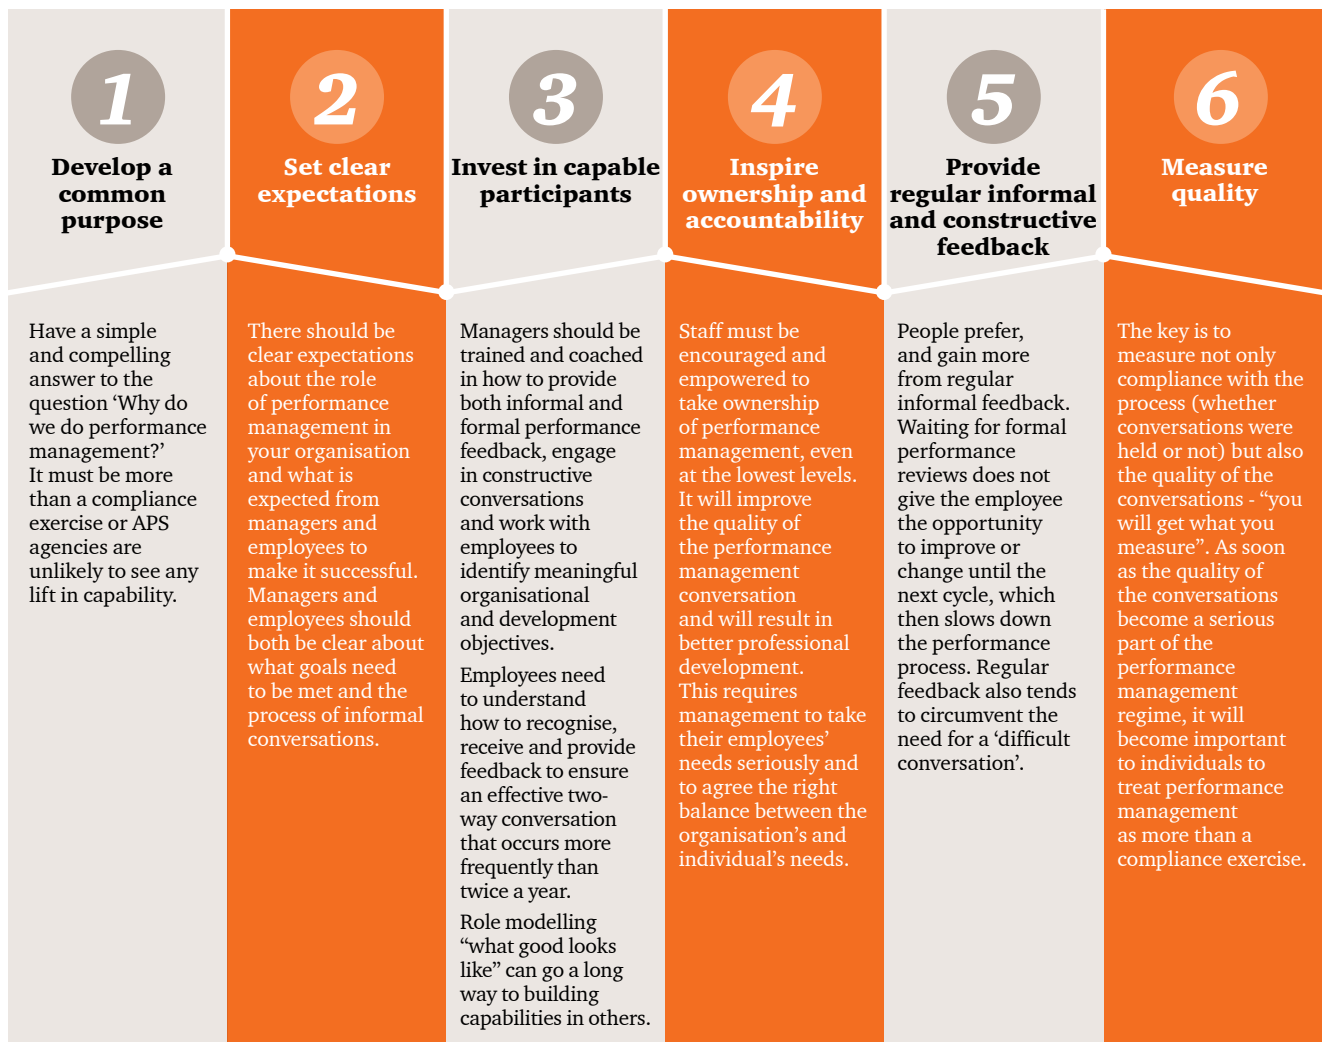 1
Develop a
common
purpose
Have a simple
and compelling
answer to the
question ‘Why do
we do performance
management?’
It must be more
than a compliance
exercise or APS
agencies are
unlikely to see any
lift in capability.
2
Set clear
expectations
There should be
clear expectations
about the role
of performance
management in
your organisation
and what is
expected from
managers and
employees to
make it successful.
Managers and
employees should
both be clear about
what goals need
to be met and the
process of informal
conversations.
3
Invest in capable
participants
Managers should be
trained and coached
in how to provide
both informal and
formal performance
feedback, engage
in constructive
conversations
and work with
employees to
identify meaningful
organisational
and development
objectives.
Employees need
to understand
how to recognise,
receive and provide
feedback to ensure
an effective two-
way conversation
that occurs more
frequently than
twice a year.
Role modelling
“what good looks
like” can go a long
way to building
capabilities in others.
4
Inspire
ownership and
accountability
Staff must be
encouraged and
empowered to
take ownership
of performance
management, even
at the lowest levels.
It will improve
the quality of
the performance
management
conversation
and will result in
better professional
development.
This requires
management to take
their employees’
needs seriously and
to agree the right
balance between the
organisation’s and
individual’s needs.
5
Provide
regular informal
and constructive
feedback
People prefer,
and gain more
from regular
informal feedback.
Waiting for formal
performance
reviews does not
give the employee
the opportunity
to improve or
change until the
next cycle, which
then slows down
the performance
process. Regular
feedback also tends
to circumvent the
need for a ‘difficult
conversation’.
6
Measure
quality
The key is to
measure not only
compliance with the
process (whether
conversations were
held or not) but also
the quality of the
conversations - “you
will get what you
measure”. As soon
as the quality of
the conversations
become a serious
part of the
performance
management
regime, it will
become important
to individuals to
treat performance
management
as more than a
compliance exercise.